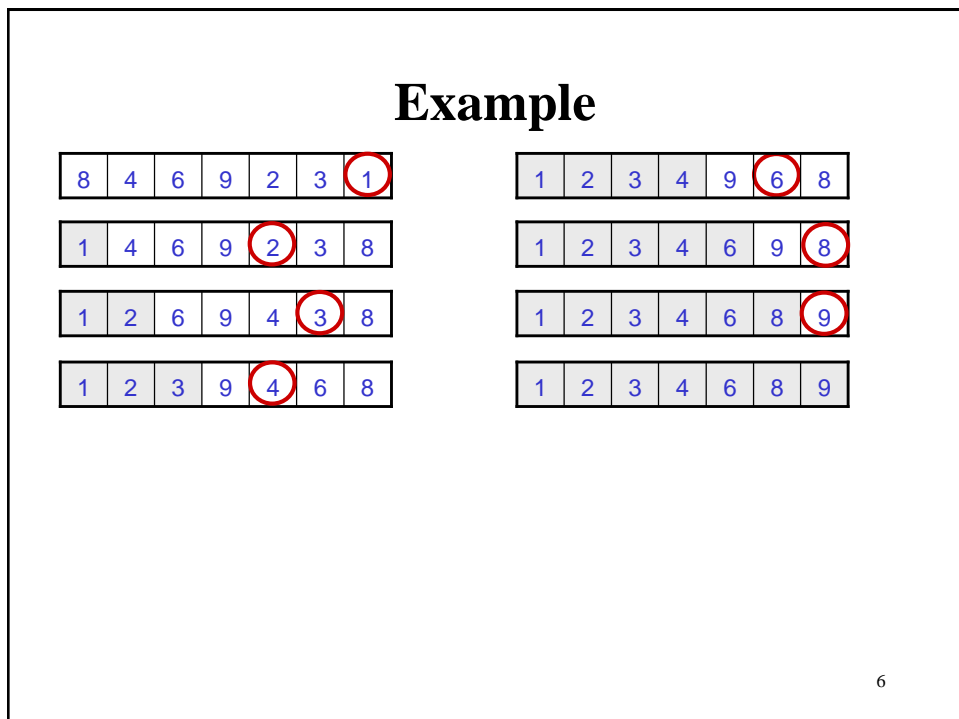 Example
8 4 6 9 2 3 1
1 4 6 9 2 3 8
1 2 6 9 4 3 8
1 2 3 9 4 6 8
1 2 3 4 9 6 8
1 2 3 4 6 9 8
1 2 3 4 6 8 9
1 2 3 4 6 8 9
6